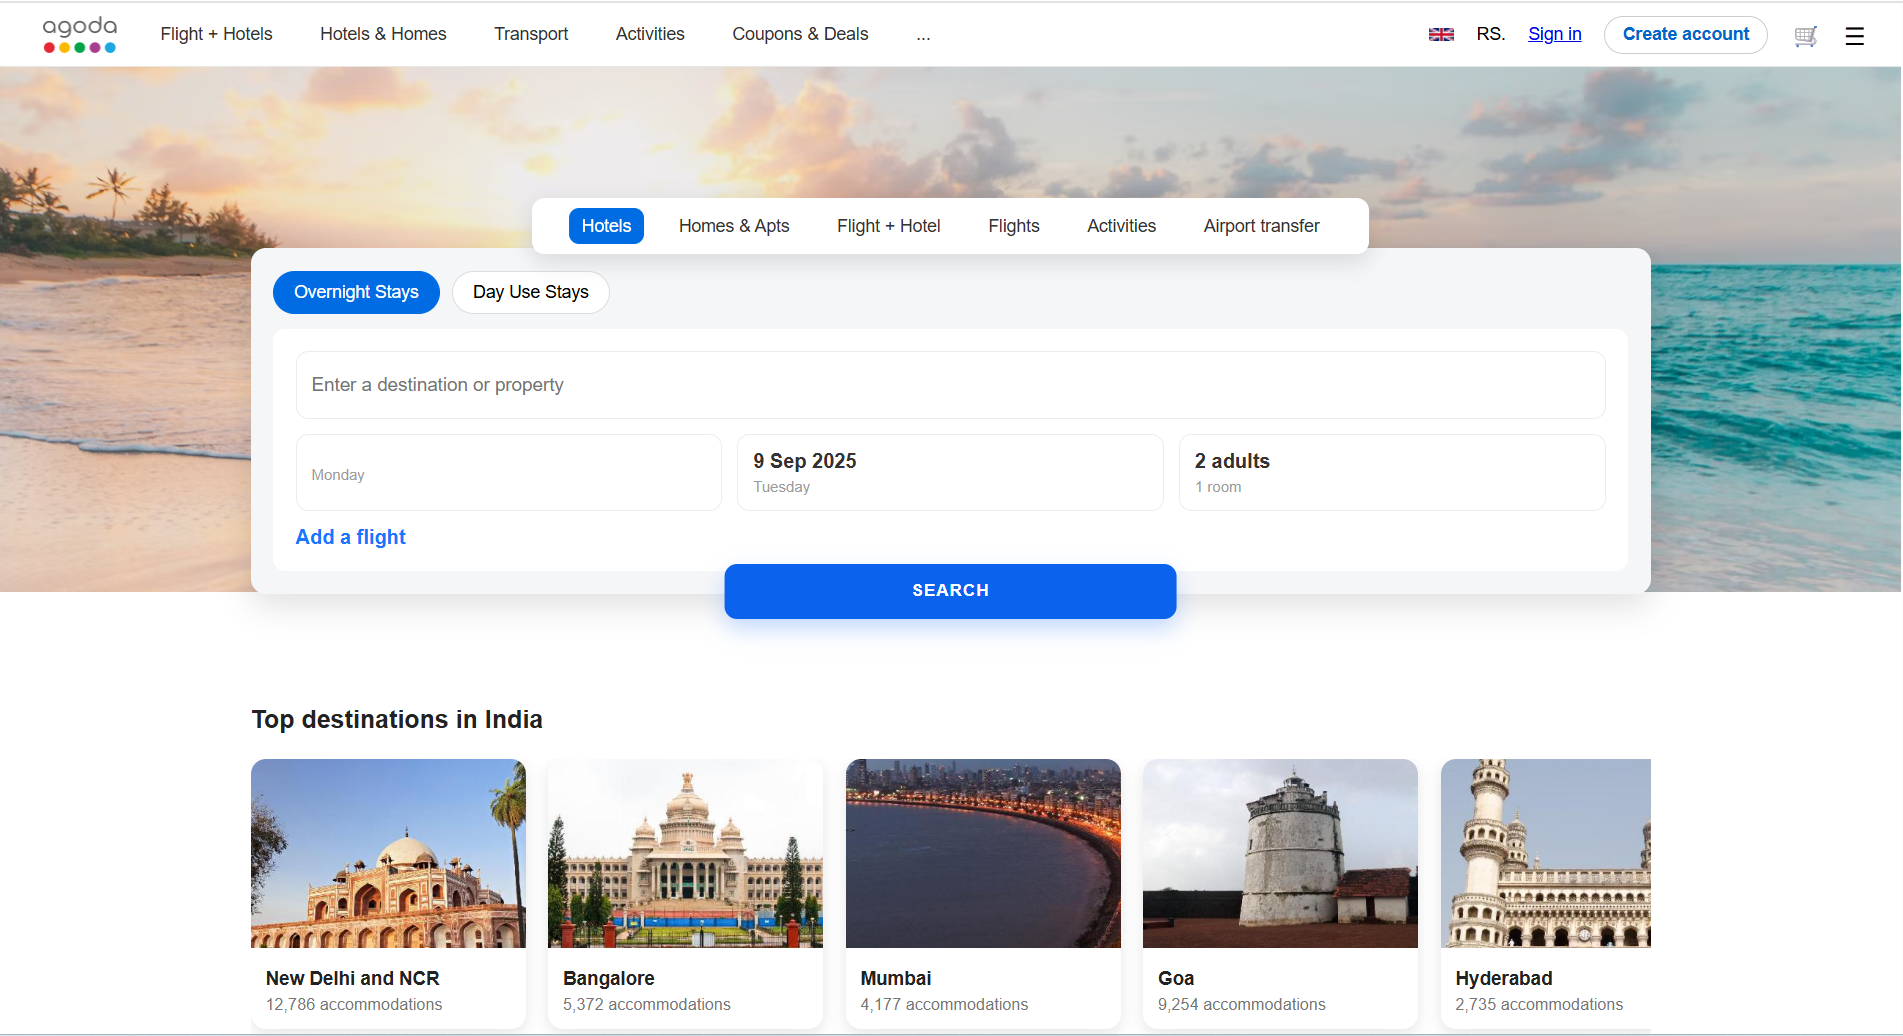 agoda
Flight + Hotels
Hotels & Homes
Transport
Activities
Coupons & Deals
...
RS.
Sign in
Create account
Hotels
Homes & Apts
Flight + Hotel
Flights
Activities
Airport transfer
Overnight Stays
Day Use Stays
Enter a destination or property
Monday
9 Sep 2025
Tuesday
2 adults
1 room
Add a flight
SEARCH
Top destinations in India
New Delhi and NCR
12,786 accommodations
Bangalore
5,372 accommodations
Mumbai
4,177 accommodations
Goa
9,254 accommodations
Hyderabad
2,735 accommodations